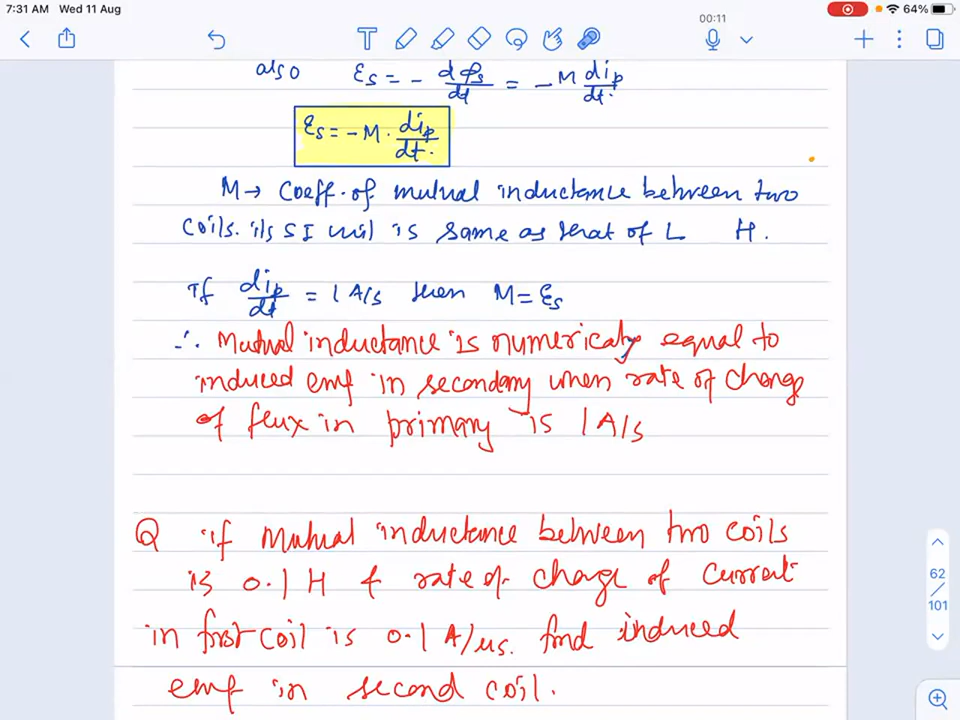 7:31 AM Wed 11 Aug
00:11
64%
also εs = - dφs/dt = -M dip/dt.
εs = -M. dip/dt.
M → Coeff. of mutual inductance between two
coils. its SI unit is same as that of L H.
If dip/dt = 1 A/s then M = εs
∴ Mutual inductance is numerically equal to
induced emf in secondary when rate of change
of flux in primary is 1 A/s
Q if Mutual inductance between two coils
is 0.1 H & rate of change of current
in first coil is 0.1 A/μs. find induced
emf in second coil.
62
/
101